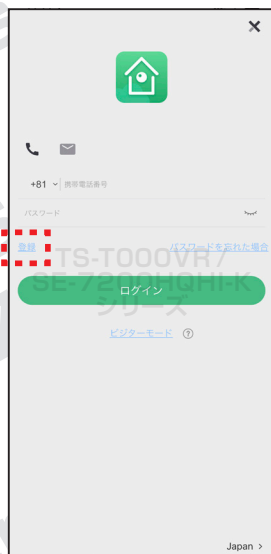 +81
携帯電話番号
パスワード
登録
パスワードを忘れた場合
TS-T000VR7
SE-7200HQHI-K
シリーズ
ログイン
ビジターモード ?
Japan >